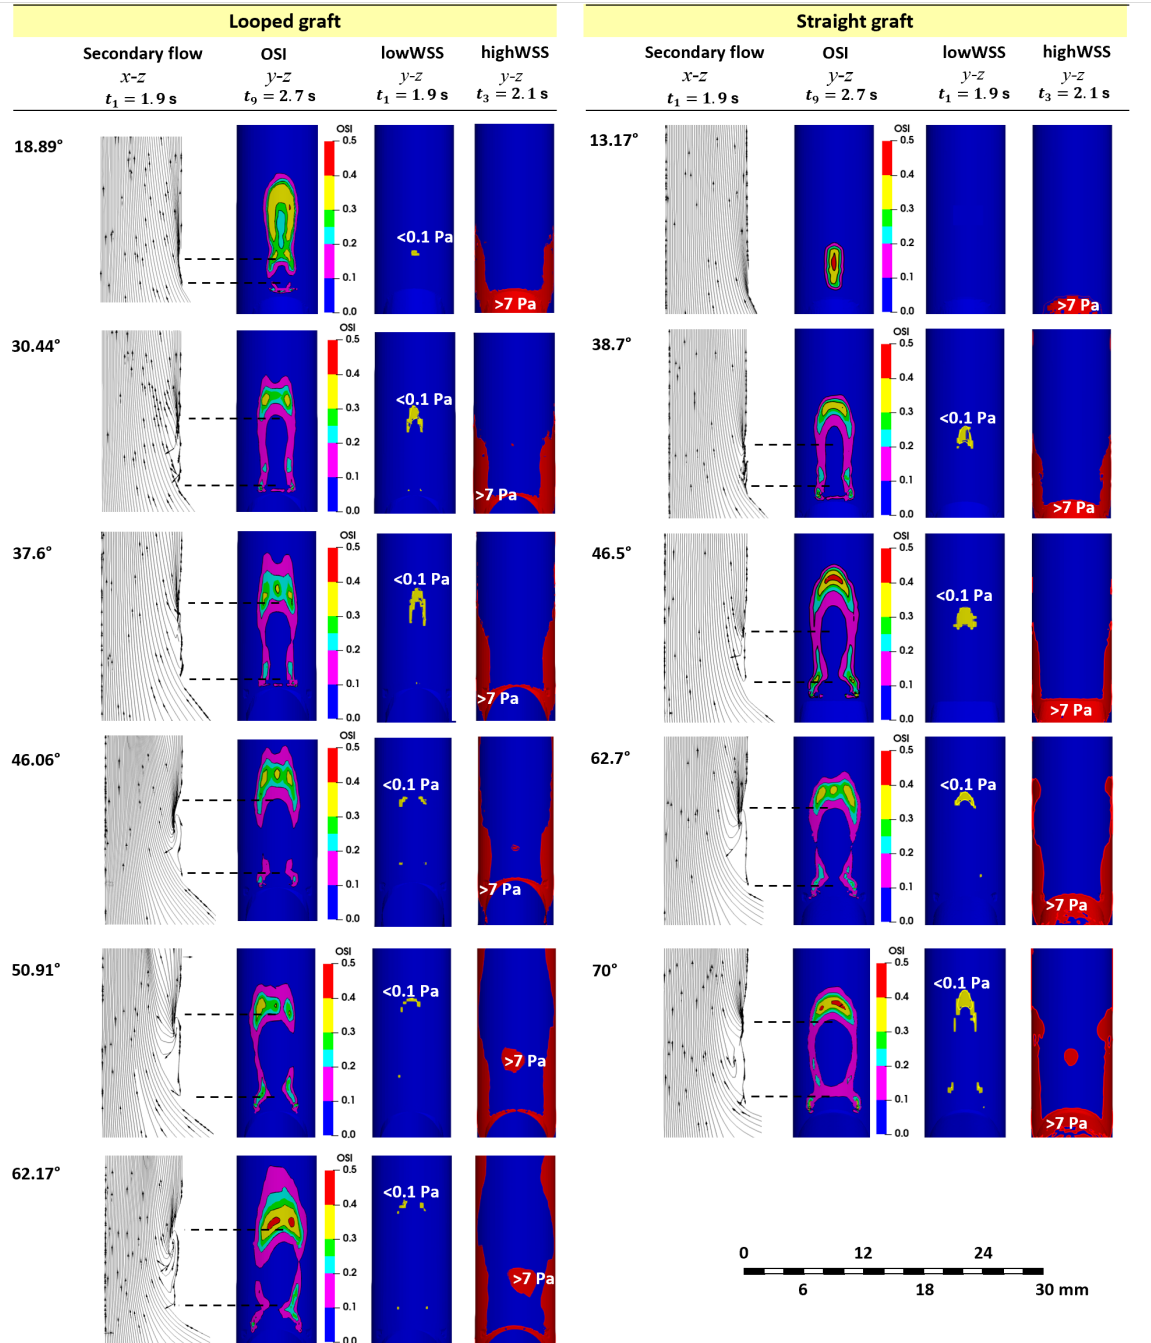 Looped graft
Straight graft
Secondary flow OSI lowWSS highWSS
x-z y-z y-z y-z
t₁ = 1.9 s t₉ = 2.7 s t₁ = 1.9 s t₃ = 2.1 s
Secondary flow OSI lowWSS highWSS
x-z y-z y-z y-z
t₁ = 1.9 s t₉ = 2.7 s t₁ = 1.9 s t₃ = 2.1 s
18.89°
OSI
0.5
0.4
0.3
0.2
0.1
0.0
<0.1 Pa
>7 Pa
13.17°
OSI
0.5
0.4
0.3
0.2
0.1
0.0
>7 Pa
30.44°
OSI
0.5
0.4
0.3
0.2
0.1
0.0
<0.1 Pa
>7 Pa
38.7°
OSI
0.5
0.4
0.3
0.2
0.1
0.0
<0.1 Pa
>7 Pa
37.6°
OSI
0.5
0.4
0.3
0.2
0.1
0.0
<0.1 Pa
>7 Pa
46.5°
OSI
0.5
0.4
0.3
0.2
0.1
0.0
<0.1 Pa
>7 Pa
46.06°
OSI
0.5
0.4
0.3
0.2
0.1
0.0
<0.1 Pa
>7 Pa
62.7°
OSI
0.5
0.4
0.3
0.2
0.1
0.0
<0.1 Pa
>7 Pa
50.91°
OSI
0.5
0.4
0.3
0.2
0.1
0.0
<0.1 Pa
>7 Pa
70°
OSI
0.5
0.4
0.3
0.2
0.1
0.0
<0.1 Pa
>7 Pa
62.17°
OSI
0.5
0.4
0.3
0.2
0.1
0.0
<0.1 Pa
>7 Pa
0 12 24
6 18 30 mm